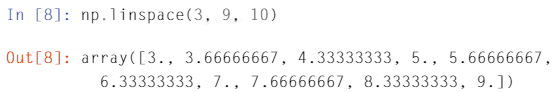 In [8]: np.linspace(3, 9, 10)
Out[8]: array([3., 3.66666667, 4.33333333, 5., 5.66666667,
6.33333333, 7., 7.66666667, 8.33333333, 9.])